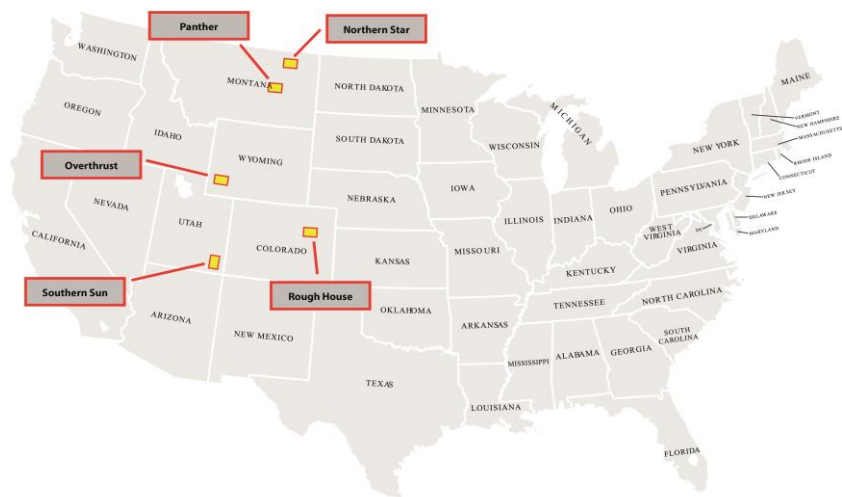 Panther
Northern Star
WASHINGTON
MONTANA
NORTH DAKOTA
MINNESOTA
MICHIGAN
MAINE
OREGON
IDAHO
SOUTH DAKOTA
WISCONSIN
VERMONT
NEW HAMPSHIRE
MASSACHUSETTS
NEW YORK
Overthrust
WYOMING
RHODE ISLAND
CONNECTICUT
NEVADA
NEBRASKA
IOWA
PENNSYLVANIA
NEW JERSEY
UTAH
ILLINOIS
INDIANA
OHIO
DELAWARE
CALIFORNIA
COLORADO
KANSAS
MISSOURI
WEST
VIRGINIA
DC
MARYLAND
VIRGINIA
KENTUCKY
Southern Sun
Rough House
ARIZONA
NEW MEXICO
OKLAHOMA
ARKANSAS
TENNESSEE
NORTH CAROLINA
SOUTH
CAROLINA
TEXAS
MISSISSIPPI
ALABAMA
GEORGIA
LOUISIANA
FLORIDA